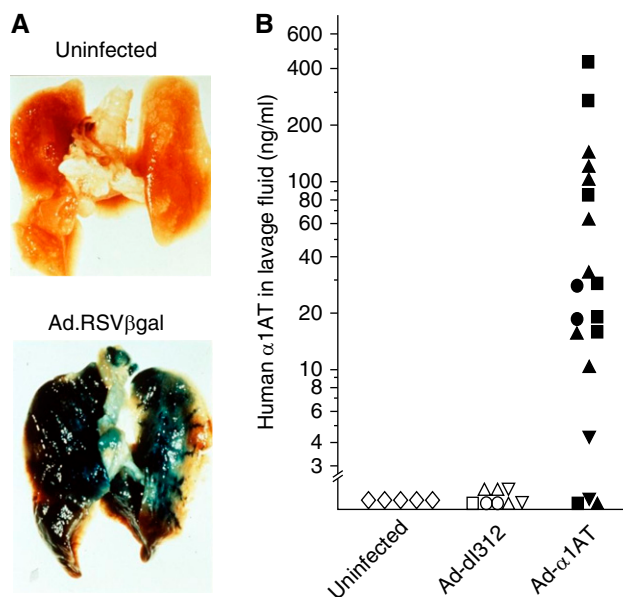 A
Uninfected
Ad.RSVβgal
B
Human α1AT in lavage fluid (ng/ml)
600
400
200
100
80
60
40
20
10
8
6
4
3
Uninfected
Ad-dl312
Ad-α1AT